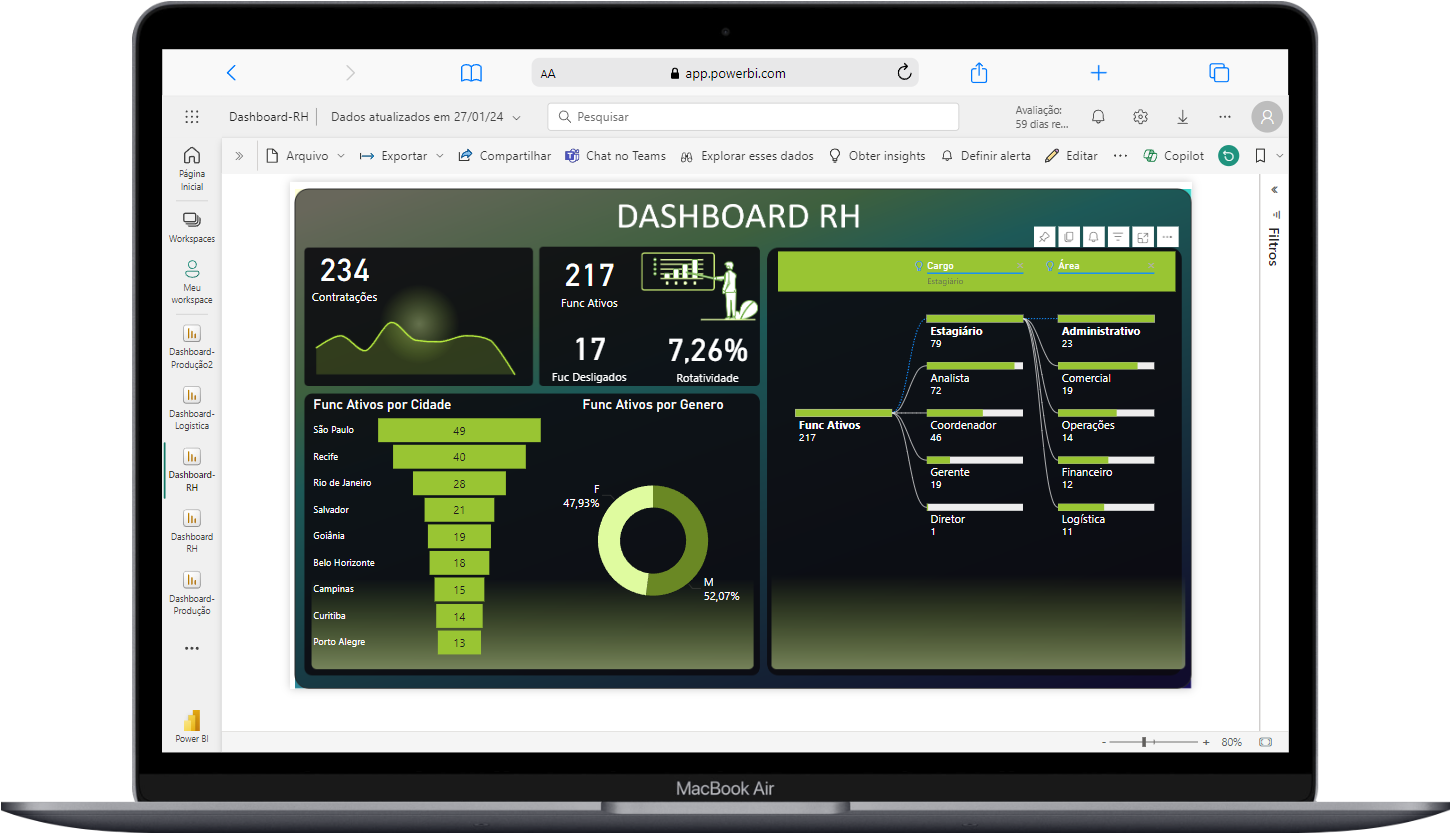 AA
app.powerbi.com
Dashboard-RH
Dados atualizados em 27/01/24
Pesquisar
Avaliação:
59 dias re...
Página
Inicial
Arquivo
Exportar
Compartilhar
Chat no Teams
Explorar esses dados
Obter insights
Definir alerta
Editar
Copilot
Workspaces
Meu
workspace
Dashboard-
Produção2
Dashboard-
Logistica
Dashboard-
RH
Dashboard
RH
Dashboard-
Produção
Power BI
Filtros
DASHBOARD RH
234
Contratações
217
Func Ativos
17
Fuc Desligados
7,26%
Rotatividade
Func Ativos por Cidade
São Paulo 49
Recife 40
Rio de Janeiro 28
Salvador 21
Goiânia 19
Belo Horizonte 18
Campinas 15
Curitiba 14
Porto Alegre 13
Func Ativos por Genero
F
47,93%
M
52,07%
Cargo
Estagiário
Área
Func Ativos
217
Estagiário
79
Analista
72
Coordenador
46
Gerente
19
Diretor
1
Administrativo
23
Comercial
19
Operações
14
Financeiro
12
Logística
11
- + 80%
MacBook Air